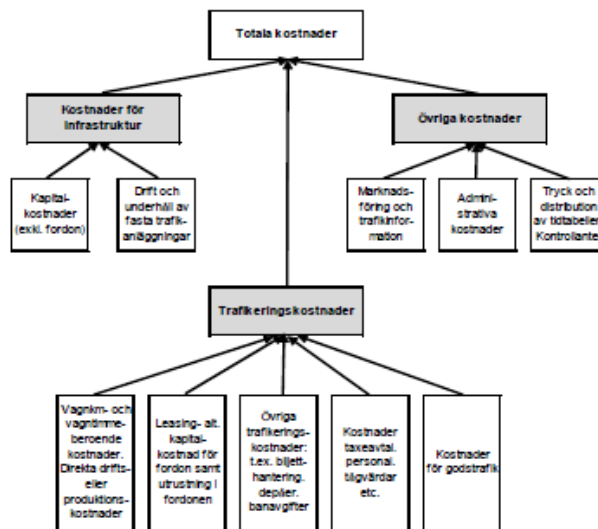 Totala kostnader
Kostnader för
infrastruktur
Övriga kostnader
Kapital-
kostnader
(exkl. fordon)
Drift och
underhåll av
fasta trafik-
anläggningar
Marknads-
föring och
trafikinfor-
mation
Admini-
strativa
kostnader
Tryck och
distribution
av tidtabeller
Kontrollanter
Trafikeringskostnader
Vagnkm- och
vagntimme-
beroende
kostnader.
Direkta drifts-
eller
produktions-
kostnader
Leasing- alt.
kapital-
kostnad för
fordon samt
utrustning i
fordonen
Övriga
trafikerings-
kostnader:
t.ex. biljett-
hantering.
depåer.
banavgifter
Kostnader
taxeavtal.
personal.
tågvärdar
etc.
Kostnader
för godstrafik